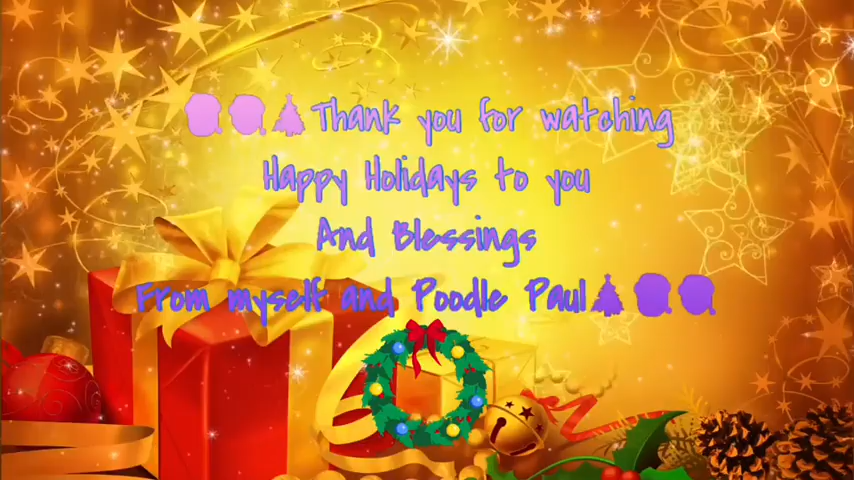 Thank you for watching
Happy Holidays to you
And Blessings
From myself and Poodle Paul